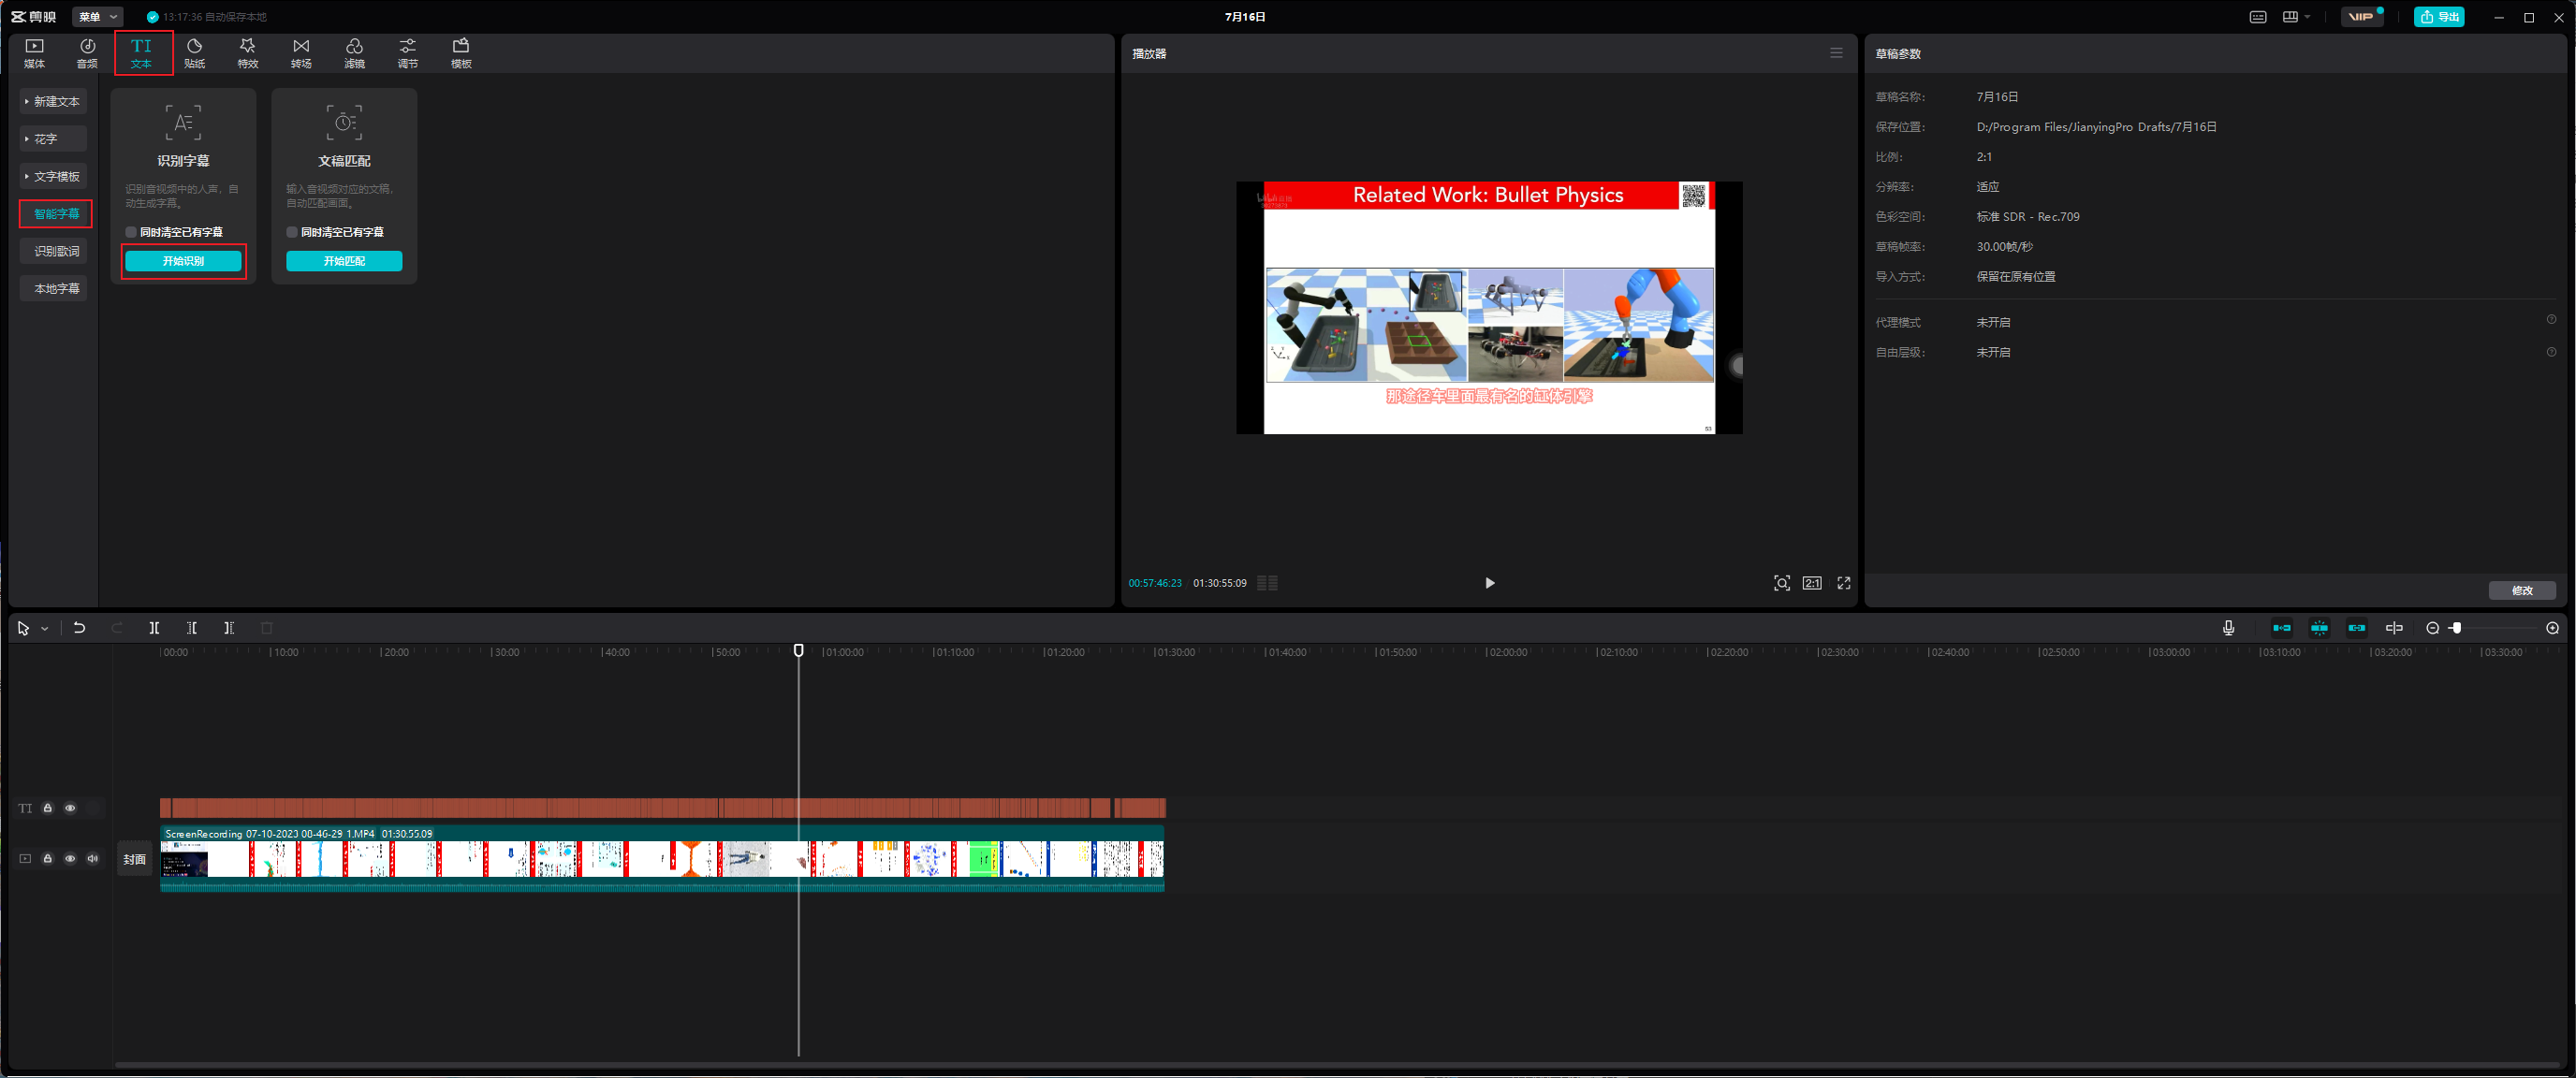 剪映
菜单
13:17:36 自动保存本地
7月16日
VIP
导出
媒体
音频
TI
文本
贴纸
特效
转场
滤镜
调节
模板
新建文本
花字
文字模板
智能字幕
识别歌词
本地字幕
识别字幕
识别音视频中的人声，自
动生成字幕。
同时清空已有字幕
开始识别
文稿匹配
输入音视频对应的文稿，
自动匹配画面。
同时清空已有字幕
开始匹配
播放器
Related Work: Bullet Physics
那途径车里面最有名的缸体引擎
53
00:57:46:23
01:30:55:09
2:1
草稿参数
草稿名称：
7月16日
保存位置：
D:/Program Files/JianyingPro Drafts/7月16日
比例：
2:1
分辨率：
适应
色彩空间：
标准 SDR - Rec.709
草稿帧率：
30.00帧/秒
导入方式：
保留在原有位置
代理模式
未开启
自由层级：
未开启
修改
00:00
10:00
20:00
30:00
40:00
50:00
01:00:00
01:10:00
01:20:00
01:30:00
01:40:00
01:50:00
02:00:00
02:10:00
02:20:00
02:30:00
02:40:00
02:50:00
03:00:00
03:10:00
03:20:00
03:30:00
TI
ScreenRecording 07-10-2023 00-46-29 1.MP4
01:30:55:09
封面